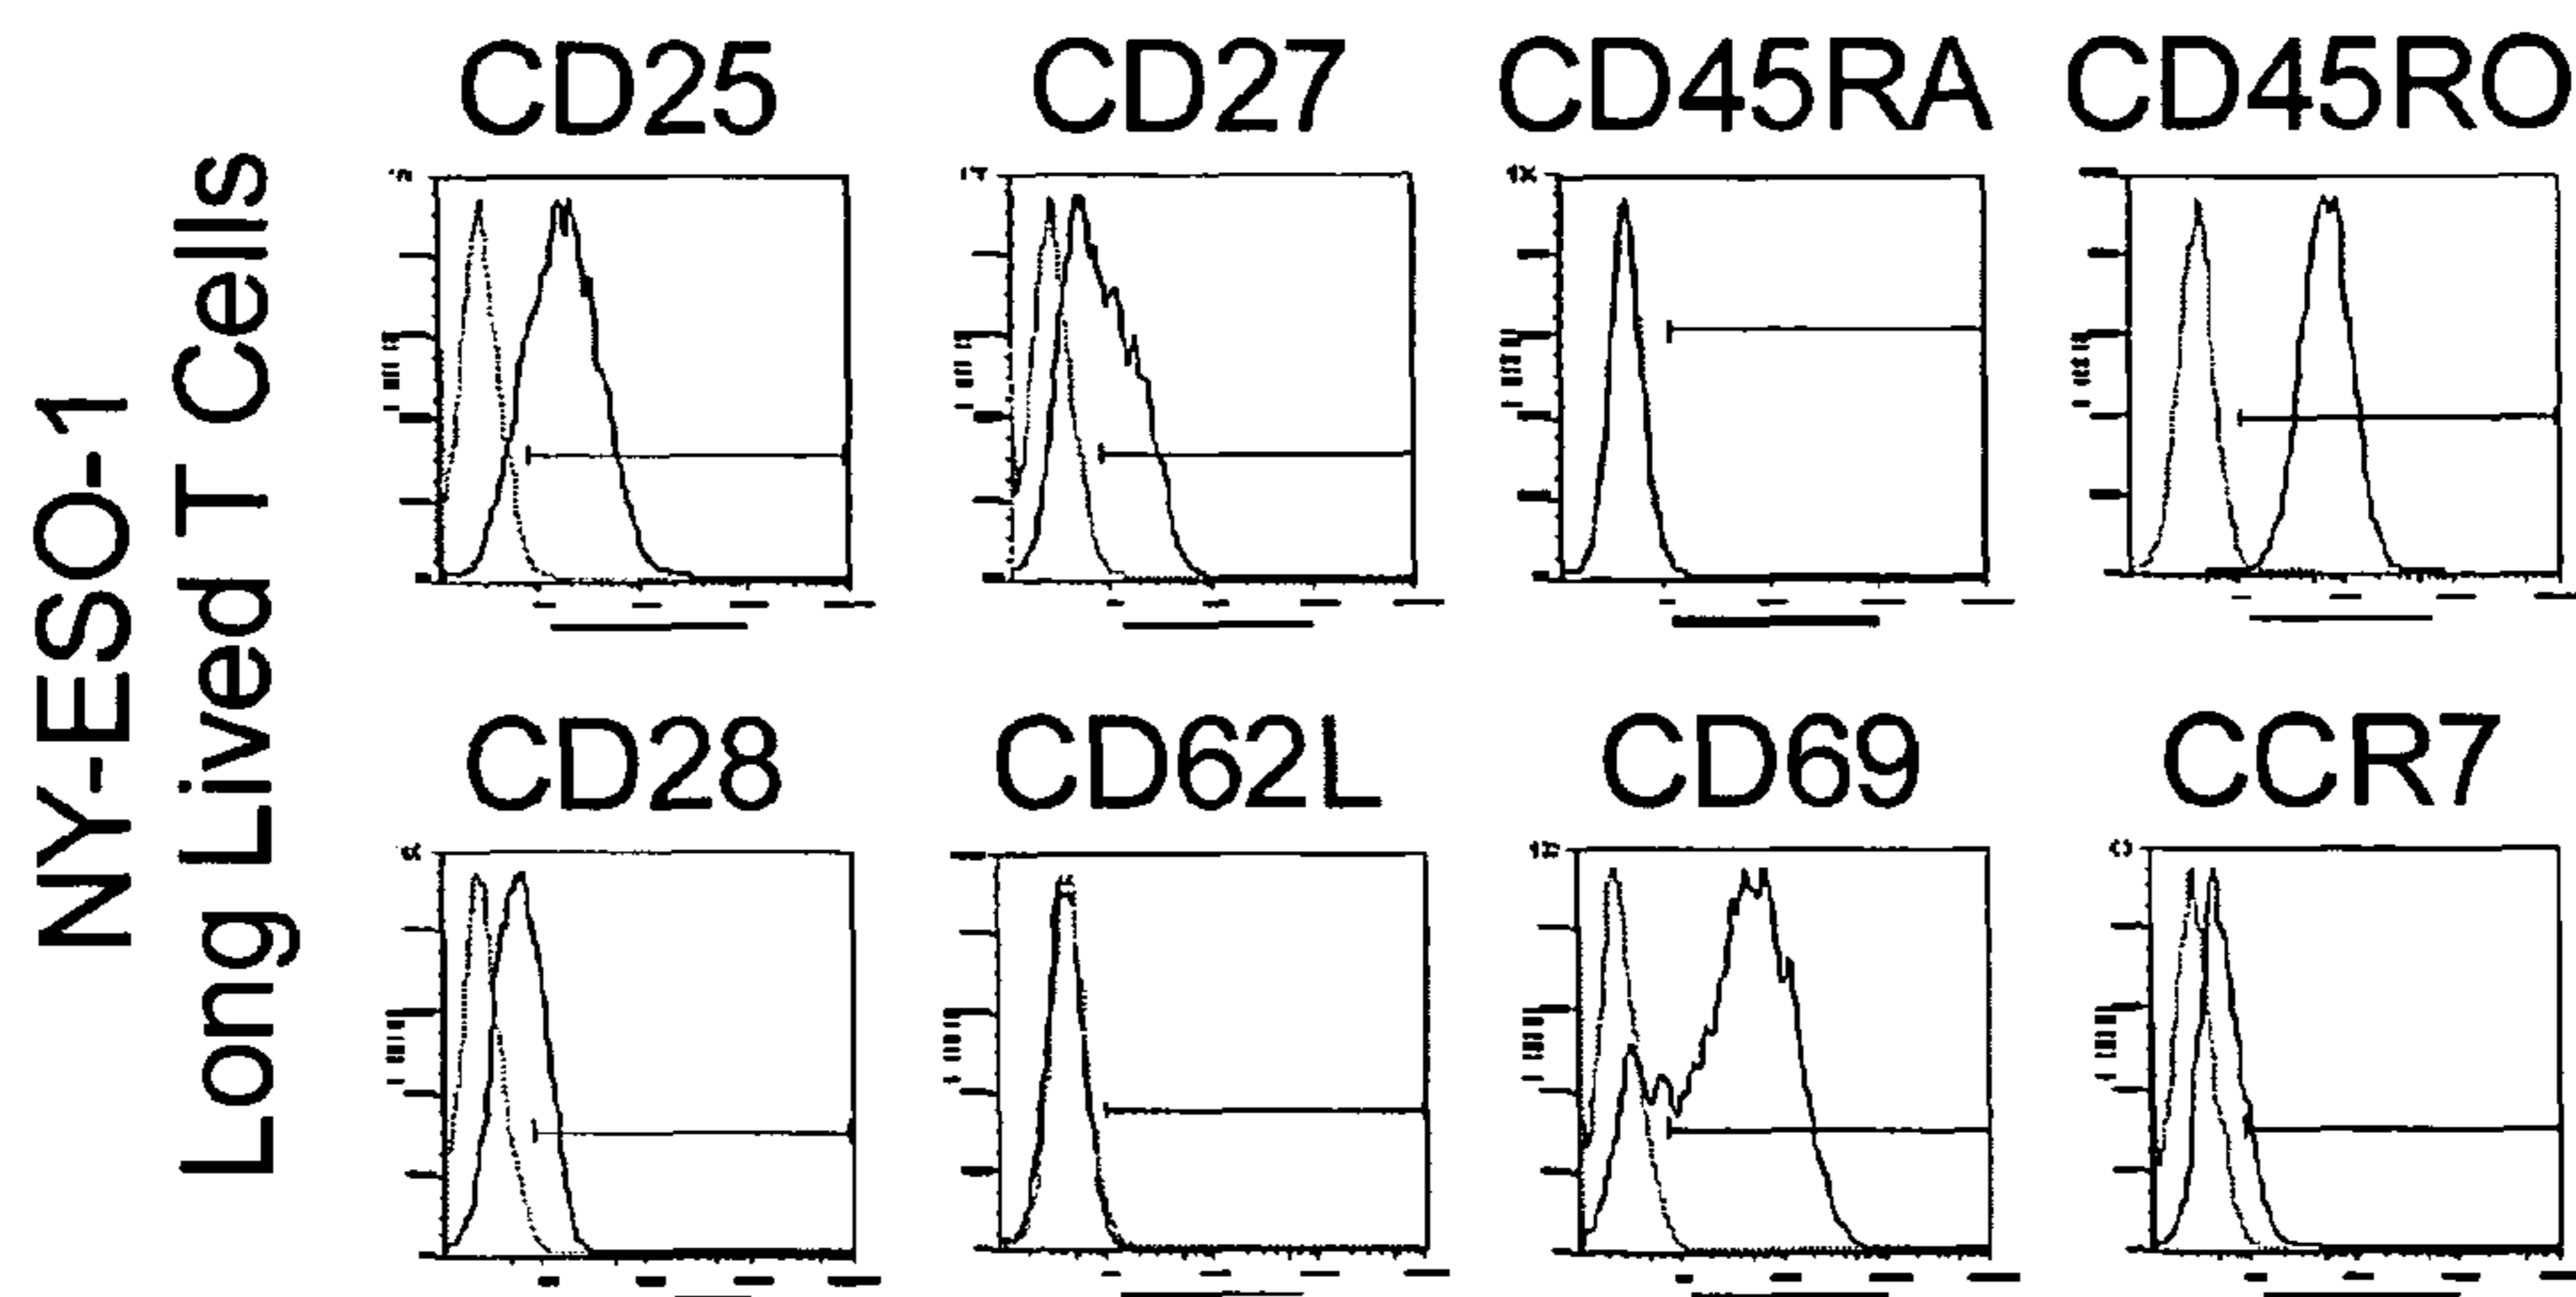 NY-ESO-1
Long Lived T Cells
CD25
CD27
CD45RA
CD45RO
CD28
CD62L
CD69
CCR7